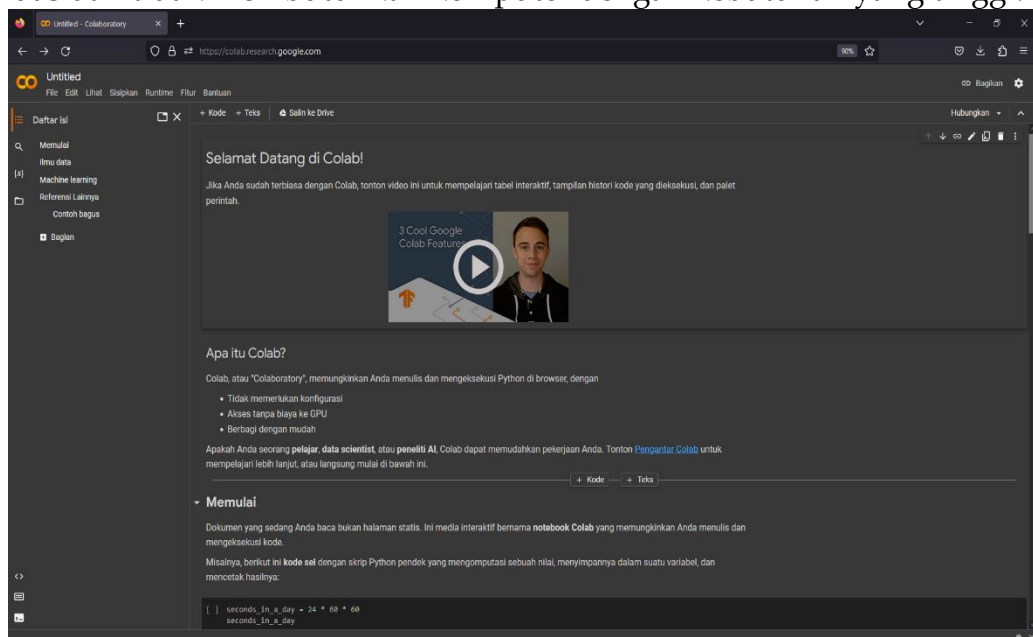 Untitled - Colaboratory
https://colab.research.google.com
90%
Untitled
File Edit Lihat Sisipkan Runtime Fitur Bantuan
Bagikan
Daftar isi
+ Kode + Teks Salin ke Drive
Hubungkan
Memulai
Ilmu data
Machine learning
Referensi Lainnya
Contoh bagus
Bagian
Selamat Datang di Colab!
Jika Anda sudah terbiasa dengan Colab, tonton video ini untuk mempelajari tabel interaktif, tampilan histori kode yang dieksekusi, dan palet
perintah.
3 Cool Google
Colab Features
Apa itu Colab?
Colab, atau "Colaboratory", memungkinkan Anda menulis dan mengeksekusi Python di browser, dengan
• Tidak memerlukan konfigurasi
• Akses tanpa biaya ke GPU
• Berbagi dengan mudah
Apakah Anda seorang pelajar, data scientist, atau peneliti AI, Colab dapat memudahkan pekerjaan Anda. Tonton Pengantar Colab untuk
mempelajari lebih lanjut, atau langsung mulai di bawah ini.
+ Kode + Teks
Memulai
Dokumen yang sedang Anda baca bukan halaman statis. Ini media interaktif bernama notebook Colab yang memungkinkan Anda menulis dan
mengeksekusi kode.
Misalnya, berikut ini kode sel dengan skrip Python pendek yang mengomputasi sebuah nilai, menyimpannya dalam suatu variabel, dan
mencetak hasilnya:
[ ] seconds_in_a_day = 24 * 60 * 60
seconds_in_a_day